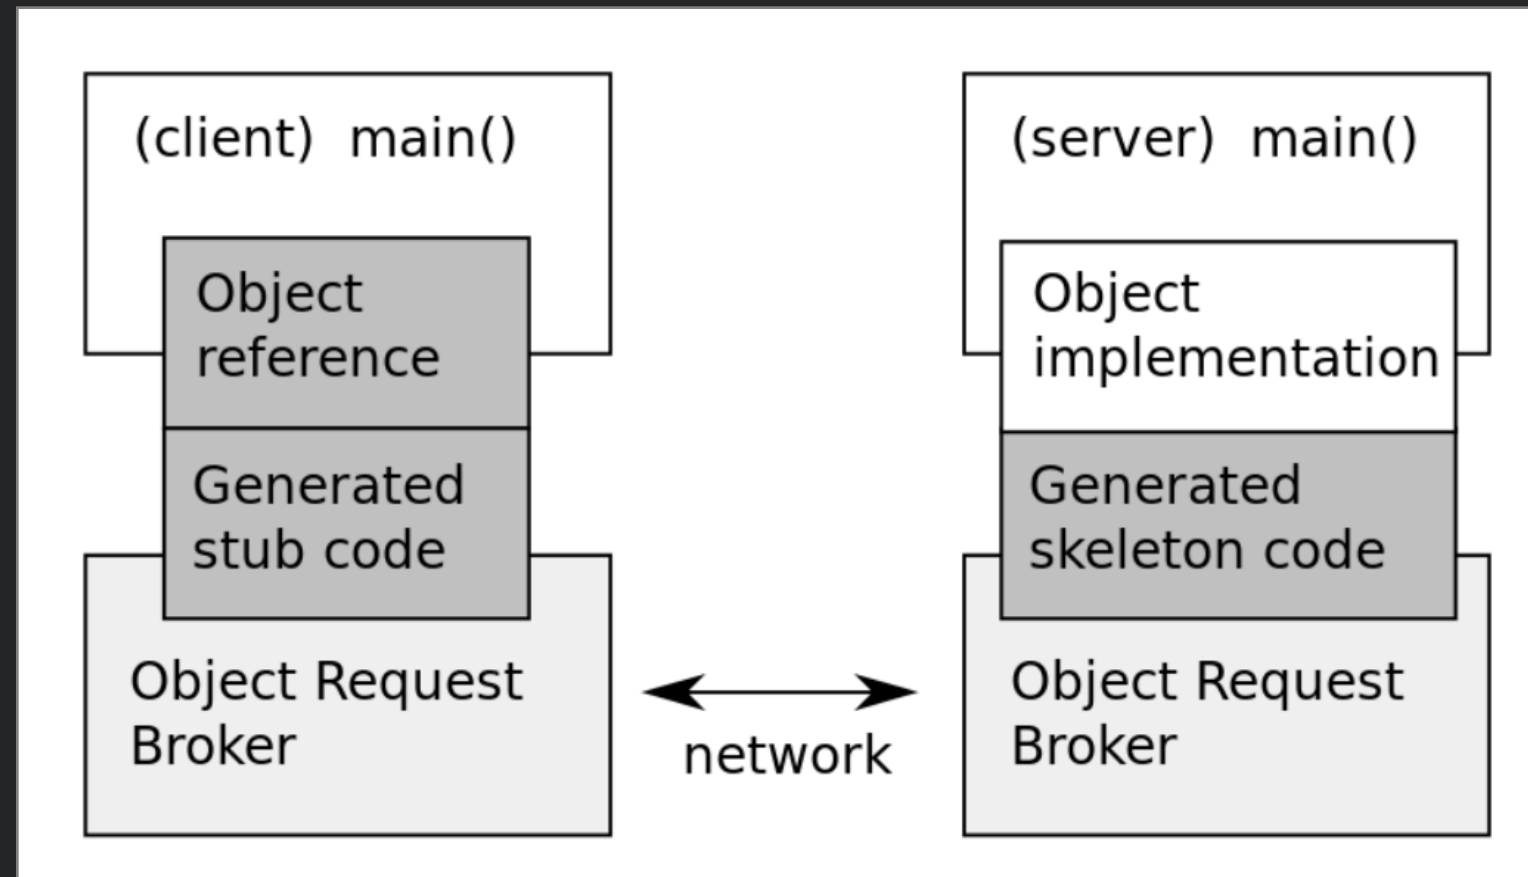 (client) main()
Object
reference
Generated
stub code
Object Request
Broker
network
(server) main()
Object
implementation
Generated
skeleton code
Object Request
Broker